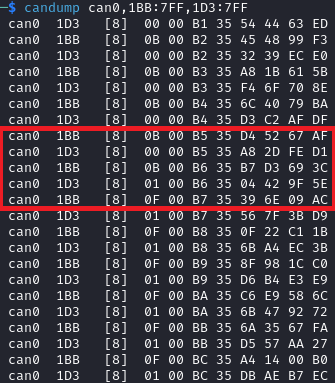 ─$ candump can0,1BB:7FF,1D3:7FF
can0 1D3 [8] 00 00 B1 35 54 44 63 ED
can0 1BB [8] 0B 00 B2 35 45 48 99 F3
can0 1D3 [8] 00 00 B2 35 32 39 EC E0
can0 1BB [8] 0B 00 B3 35 A8 1B 61 5B
can0 1D3 [8] 00 00 B3 35 F4 6F 70 8E
can0 1BB [8] 0B 00 B4 35 6C 40 79 BA
can0 1D3 [8] 00 00 B4 35 D3 C2 AF DF
can0 1BB [8] 0B 00 B5 35 D4 52 67 AF
can0 1D3 [8] 00 00 B5 35 A8 2D FE D1
can0 1BB [8] 0B 00 B6 35 B7 D3 69 3C
can0 1D3 [8] 01 00 B6 35 04 42 9F 5E
can0 1BB [8] 0F 00 B7 35 39 6E 09 AC
can0 1D3 [8] 01 00 B7 35 56 7F 3B D9
can0 1BB [8] 0F 00 B8 35 0F 22 C1 1B
can0 1D3 [8] 01 00 B8 35 6B A4 EC 3B
can0 1BB [8] 0F 00 B9 35 8F 98 1C C0
can0 1D3 [8] 01 00 B9 35 D6 B4 E3 E9
can0 1BB [8] 0F 00 BA 35 C6 E9 58 6C
can0 1D3 [8] 01 00 BA 35 6B 47 92 72
can0 1BB [8] 0F 00 BB 35 6A 35 67 FA
can0 1D3 [8] 01 00 BB 35 D5 57 AA 27
can0 1BB [8] 0F 00 BC 35 A4 14 00 B0
can0 1D3 [8] 01 00 BC 35 DB AE B7 EC